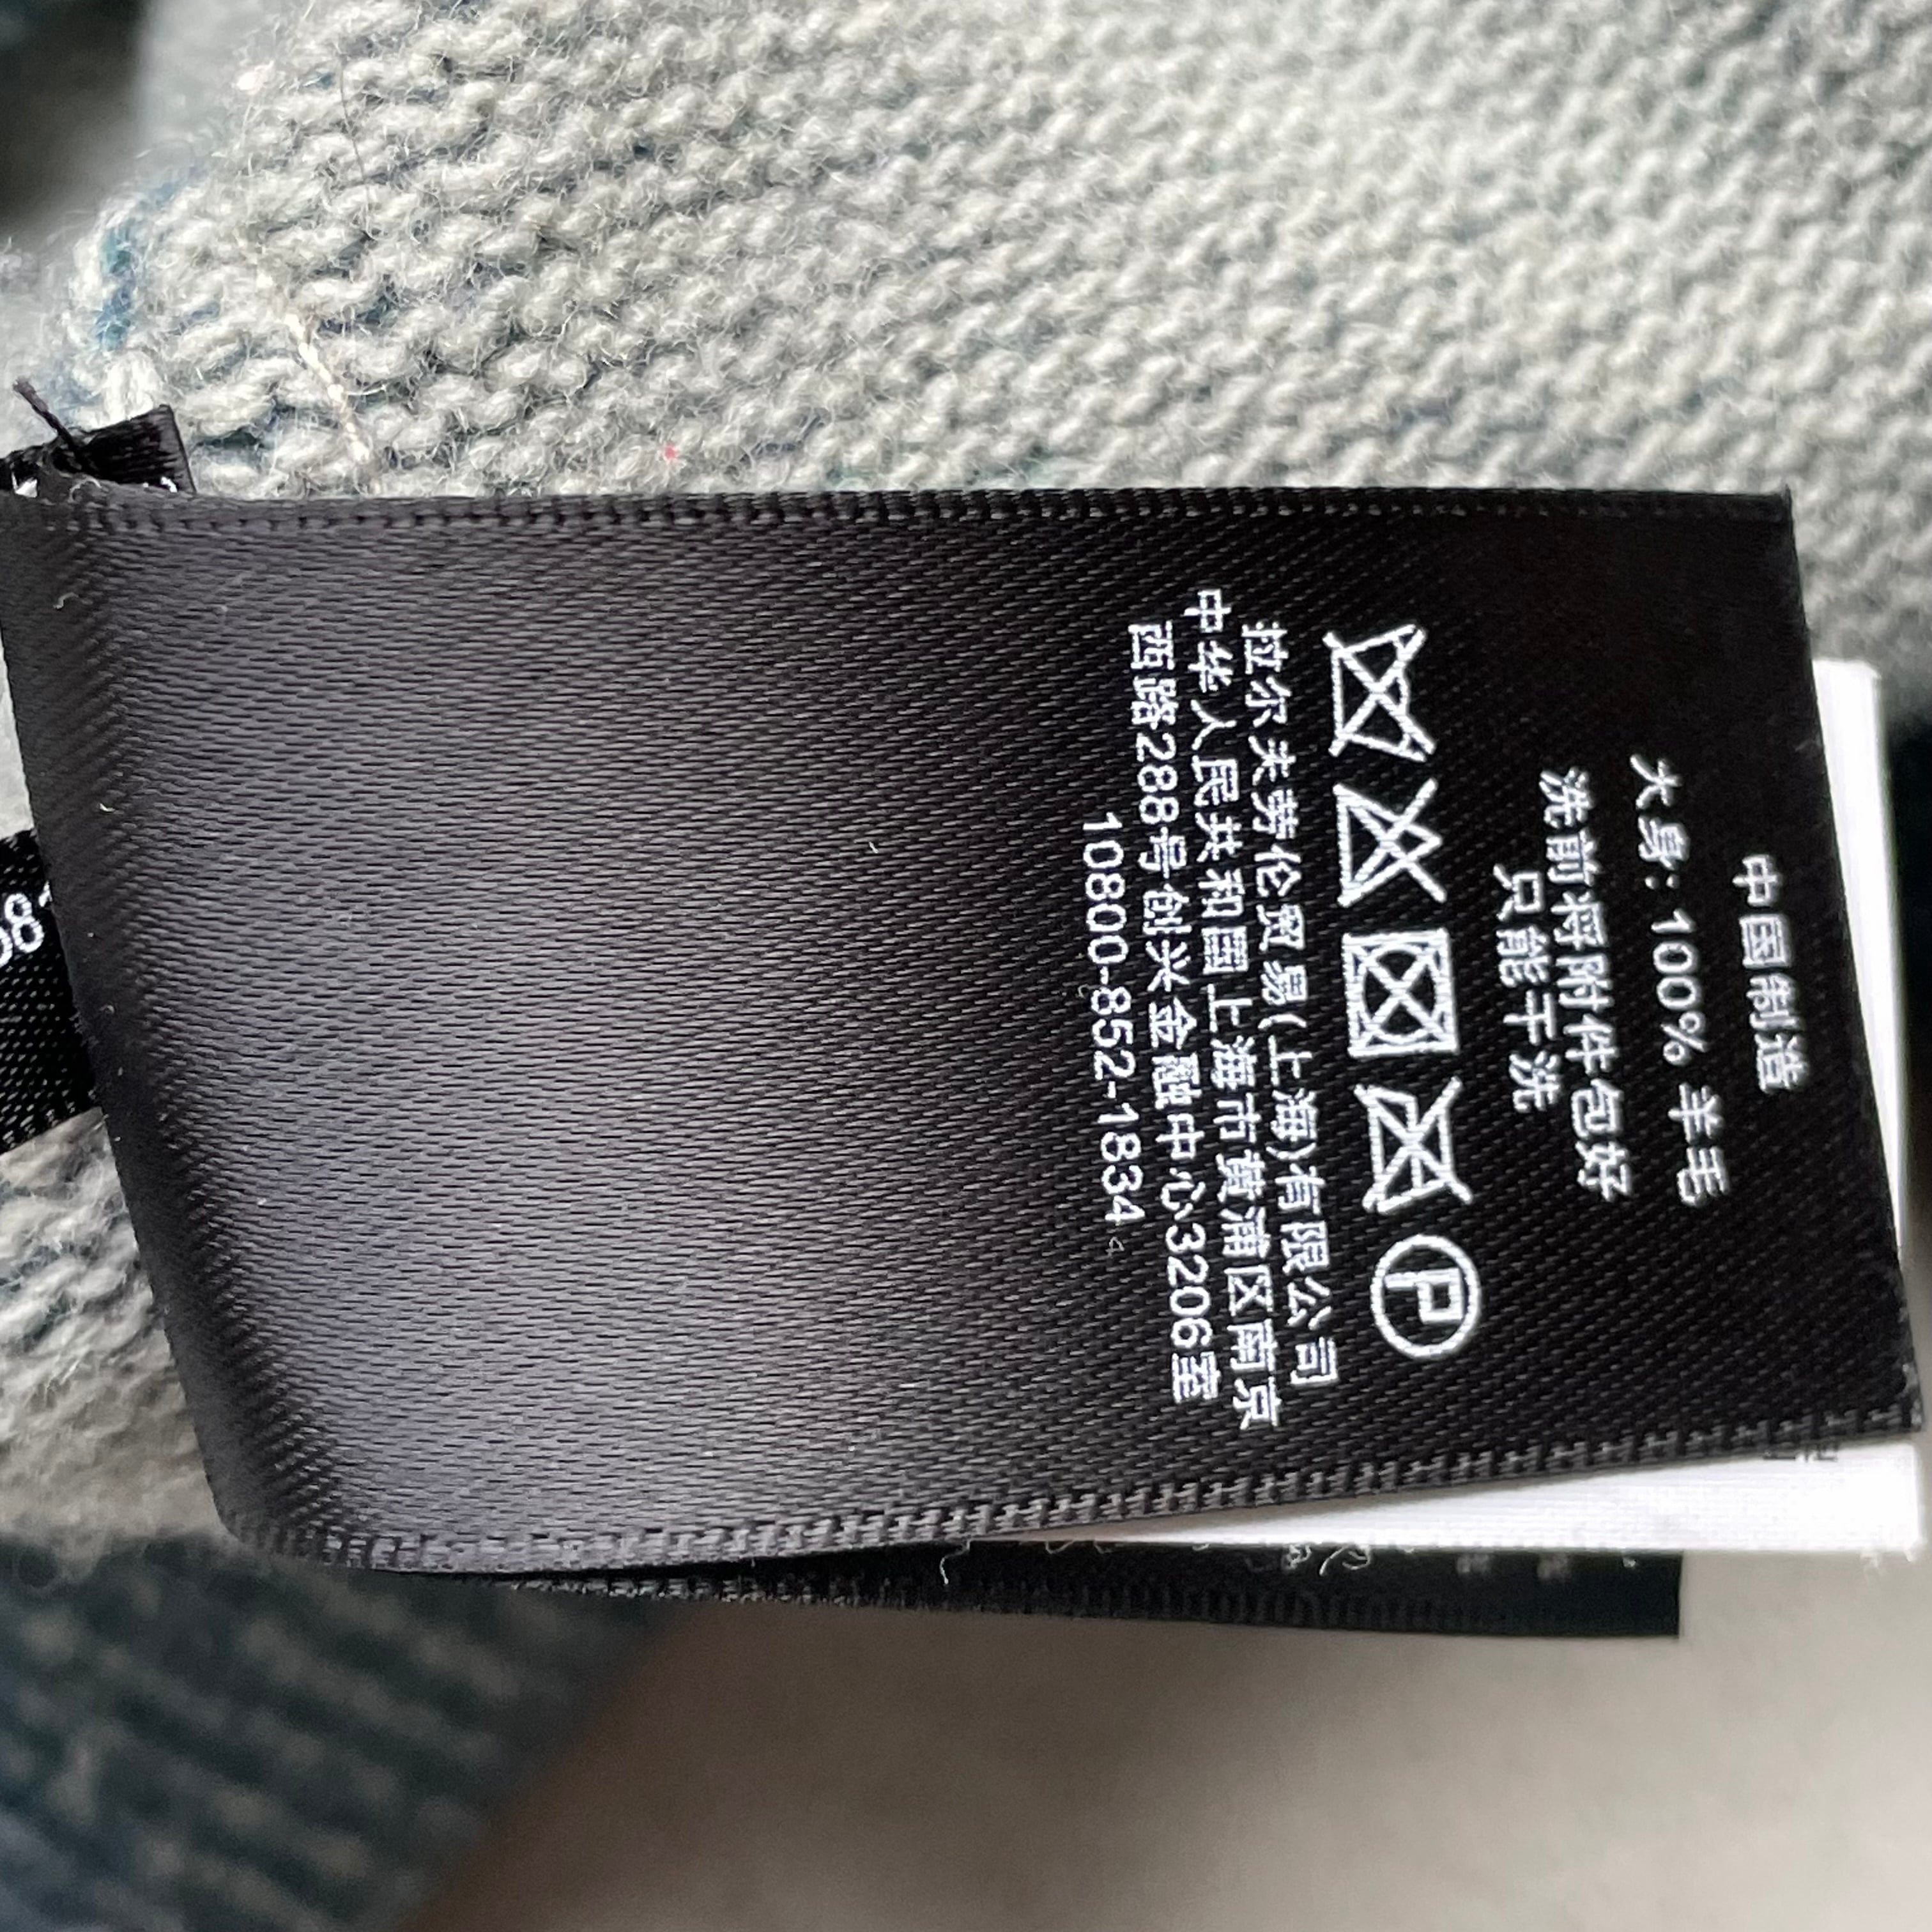 中国制造
大身: 100% 羊毛
洗前将附件包好
只能干洗
P
拉尔夫劳伦贸易(上海)有限公司
中华人民共和国上海市黄浦区南京
西路288号创兴金融中心3206室
10800-852-1834